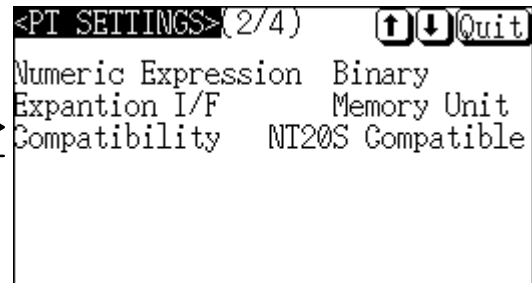 <PT SETTINGS>(2/4) ↑ ↓ Quit
Numeric Expression Binary
Expantion I/F Memory Unit
Compatibility NT20S Compatible